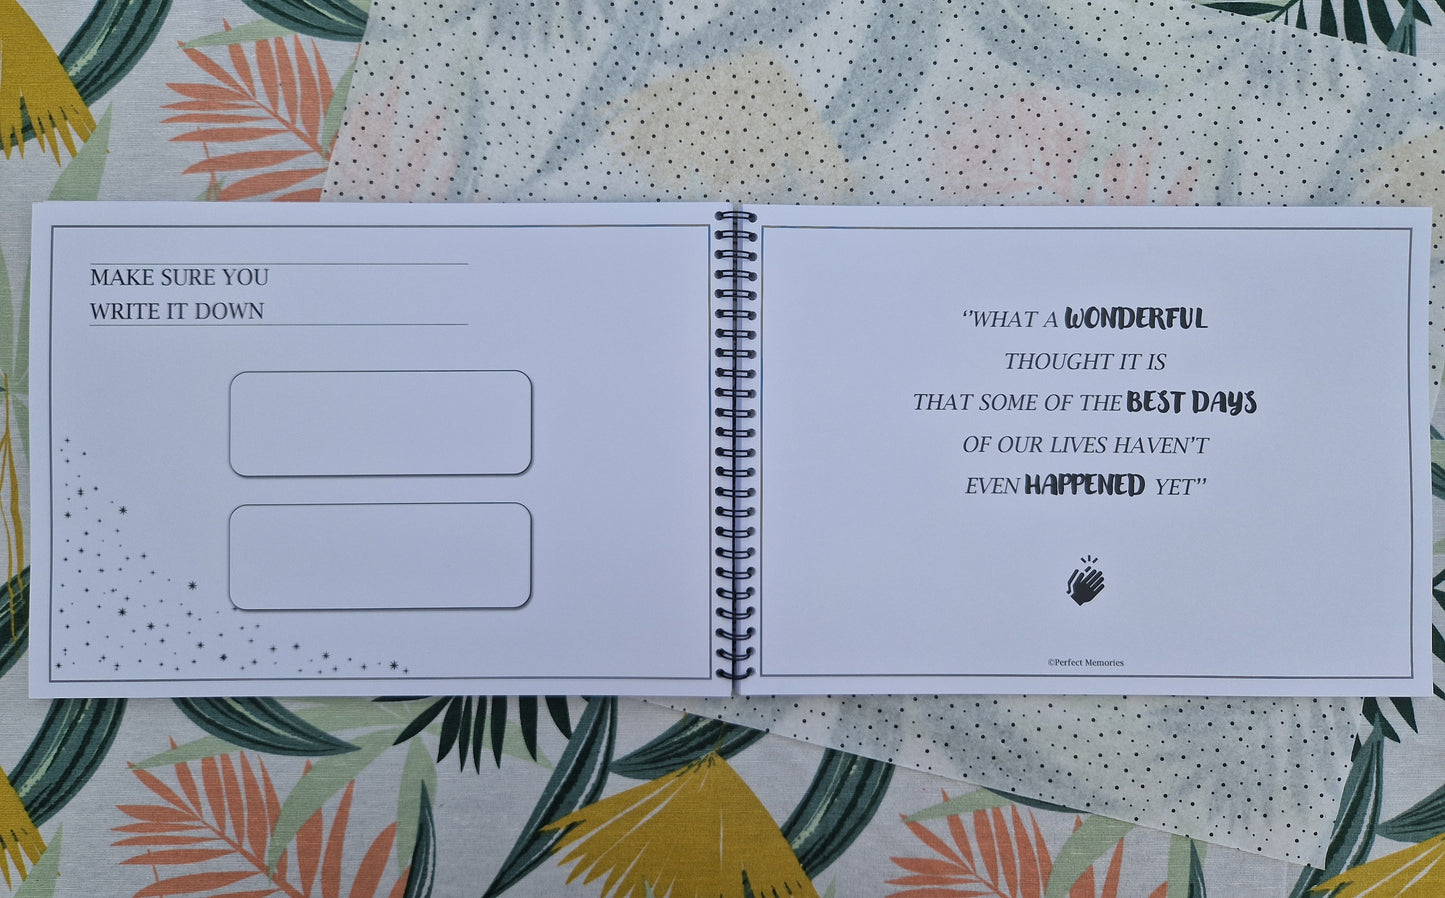 MAKE SURE YOU
WRITE IT DOWN
‘’WHAT A WONDERFUL
THOUGHT IT IS
THAT SOME OF THE BEST DAYS
OF OUR LIVES HAVEN’T
EVEN HAPPENED YET’’
©Perfect Memories